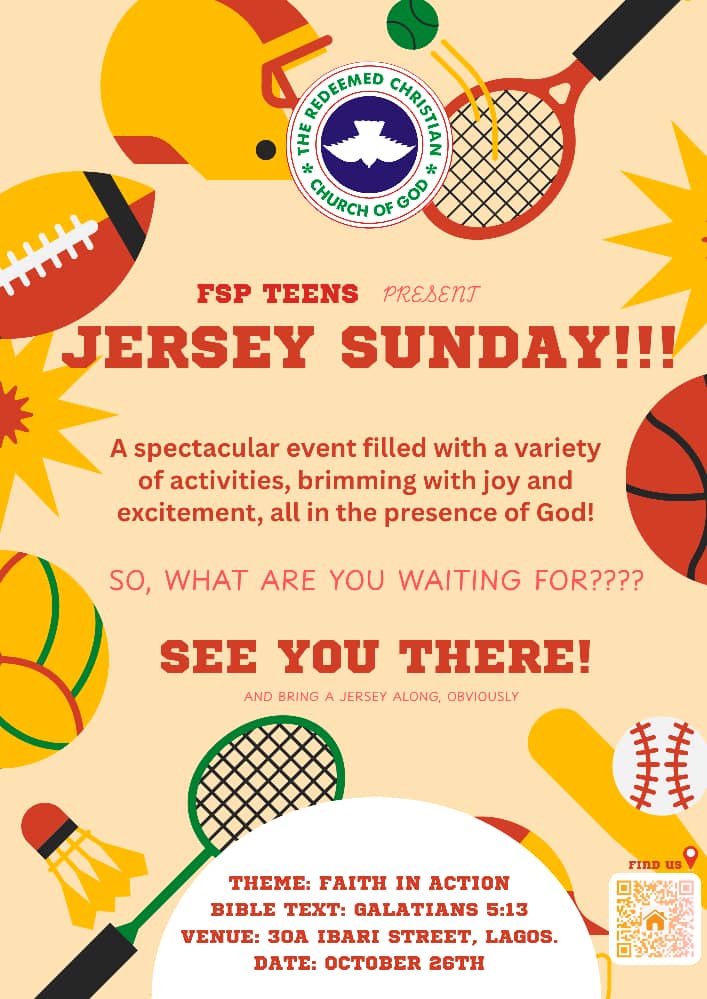 THE REDEEMED CHRISTIAN
CHURCH OF GOD
FSP TEENS PRESENT
JERSEY SUNDAY!!!
A spectacular event filled with a variety
of activities, brimming with joy and
excitement, all in the presence of God!
SO, WHAT ARE YOU WAITING FOR????
SEE YOU THERE!
AND BRING A JERSEY ALONG, OBVIOUSLY
FIND US
THEME: FAITH IN ACTION
BIBLE TEXT: GALATIANS 5:13
VENUE: 30A IBARI STREET, LAGOS.
DATE: OCTOBER 26TH